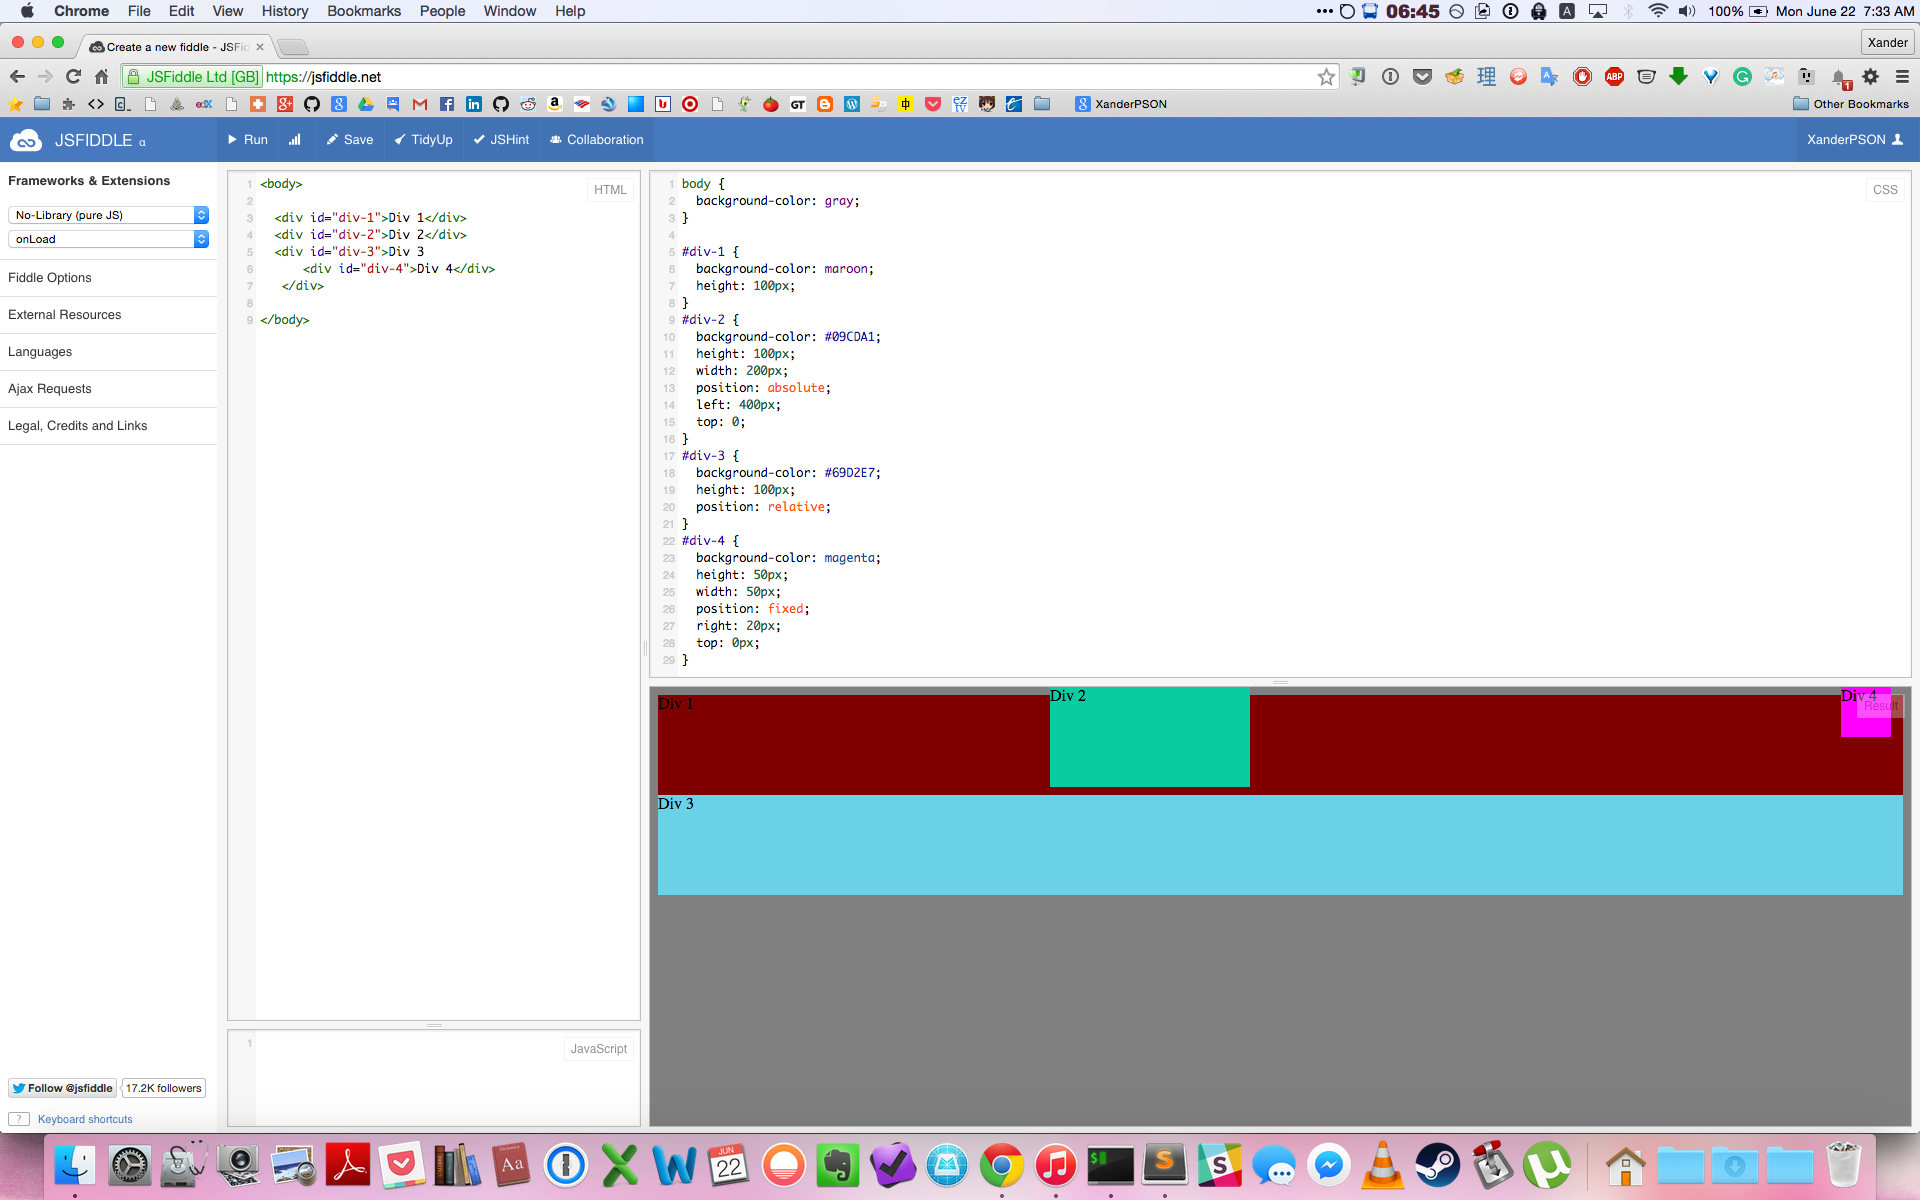 Chrome File Edit View History Bookmarks People Window Help
06:45 100% Mon June 22 7:33 AM
Create a new fiddle - JSFid
Xander
JSFiddle Ltd [GB] https://jsfiddle.net
XanderPSON
Other Bookmarks
JSFIDDLE α
Run Save TidyUp JSHint Collaboration
XanderPSON
Frameworks & Extensions
No-Library (pure JS)
onLoad
Fiddle Options
External Resources
Languages
Ajax Requests
Legal, Credits and Links
Follow @jsfiddle 17.2K followers
? Keyboard shortcuts
HTML
1 <body>
2
3 <div id="div-1">Div 1</div>
4 <div id="div-2">Div 2</div>
5 <div id="div-3">Div 3
6 <div id="div-4">Div 4</div>
7 </div>
8
9 </body>
1
JavaScript
CSS
1 body {
2 background-color: gray;
3 }
4
5 #div-1 {
6 background-color: maroon;
7 height: 100px;
8 }
9 #div-2 {
10 background-color: #09CDA1;
11 height: 100px;
12 width: 200px;
13 position: absolute;
14 left: 400px;
15 top: 0;
16 }
17 #div-3 {
18 background-color: #69D2E7;
19 height: 100px;
20 position: relative;
21 }
22 #div-4 {
23 background-color: magenta;
24 height: 50px;
25 width: 50px;
26 position: fixed;
27 right: 20px;
28 top: 0px;
29 }
Div 1
Div 2
Div 4
Result
Div 3
JUN
22